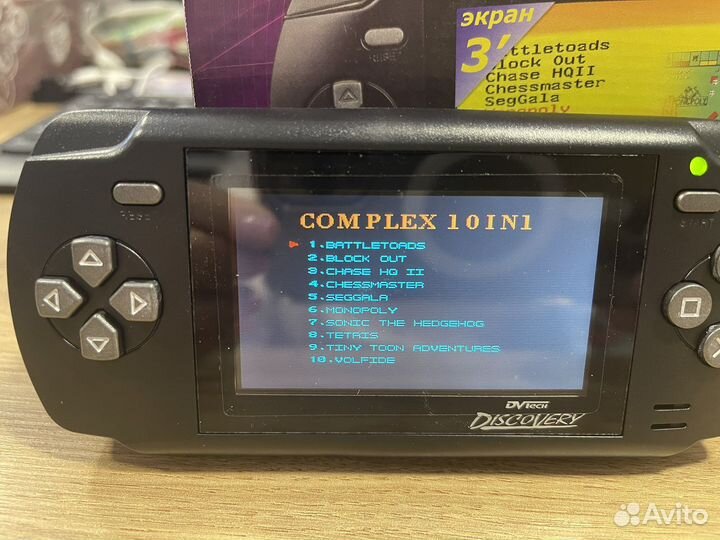 экран
3″
Battletoads
Block Out
Chase HQII
Chessmaster
SegGala
Monopoly
RESET
COMPLEX 10IN1
1.BATTLETOADS
2.BLOCK OUT
3.CHASE HQ II
4.CHESSMASTER
5.SEGGALA
6.MONOPOLY
7.SONIC THE HEDGEHOG
8.TETRIS
9.TINY TOON ADVENTURES
10.VOLFIDE
START
DVTech
DISCOVERY
Avito